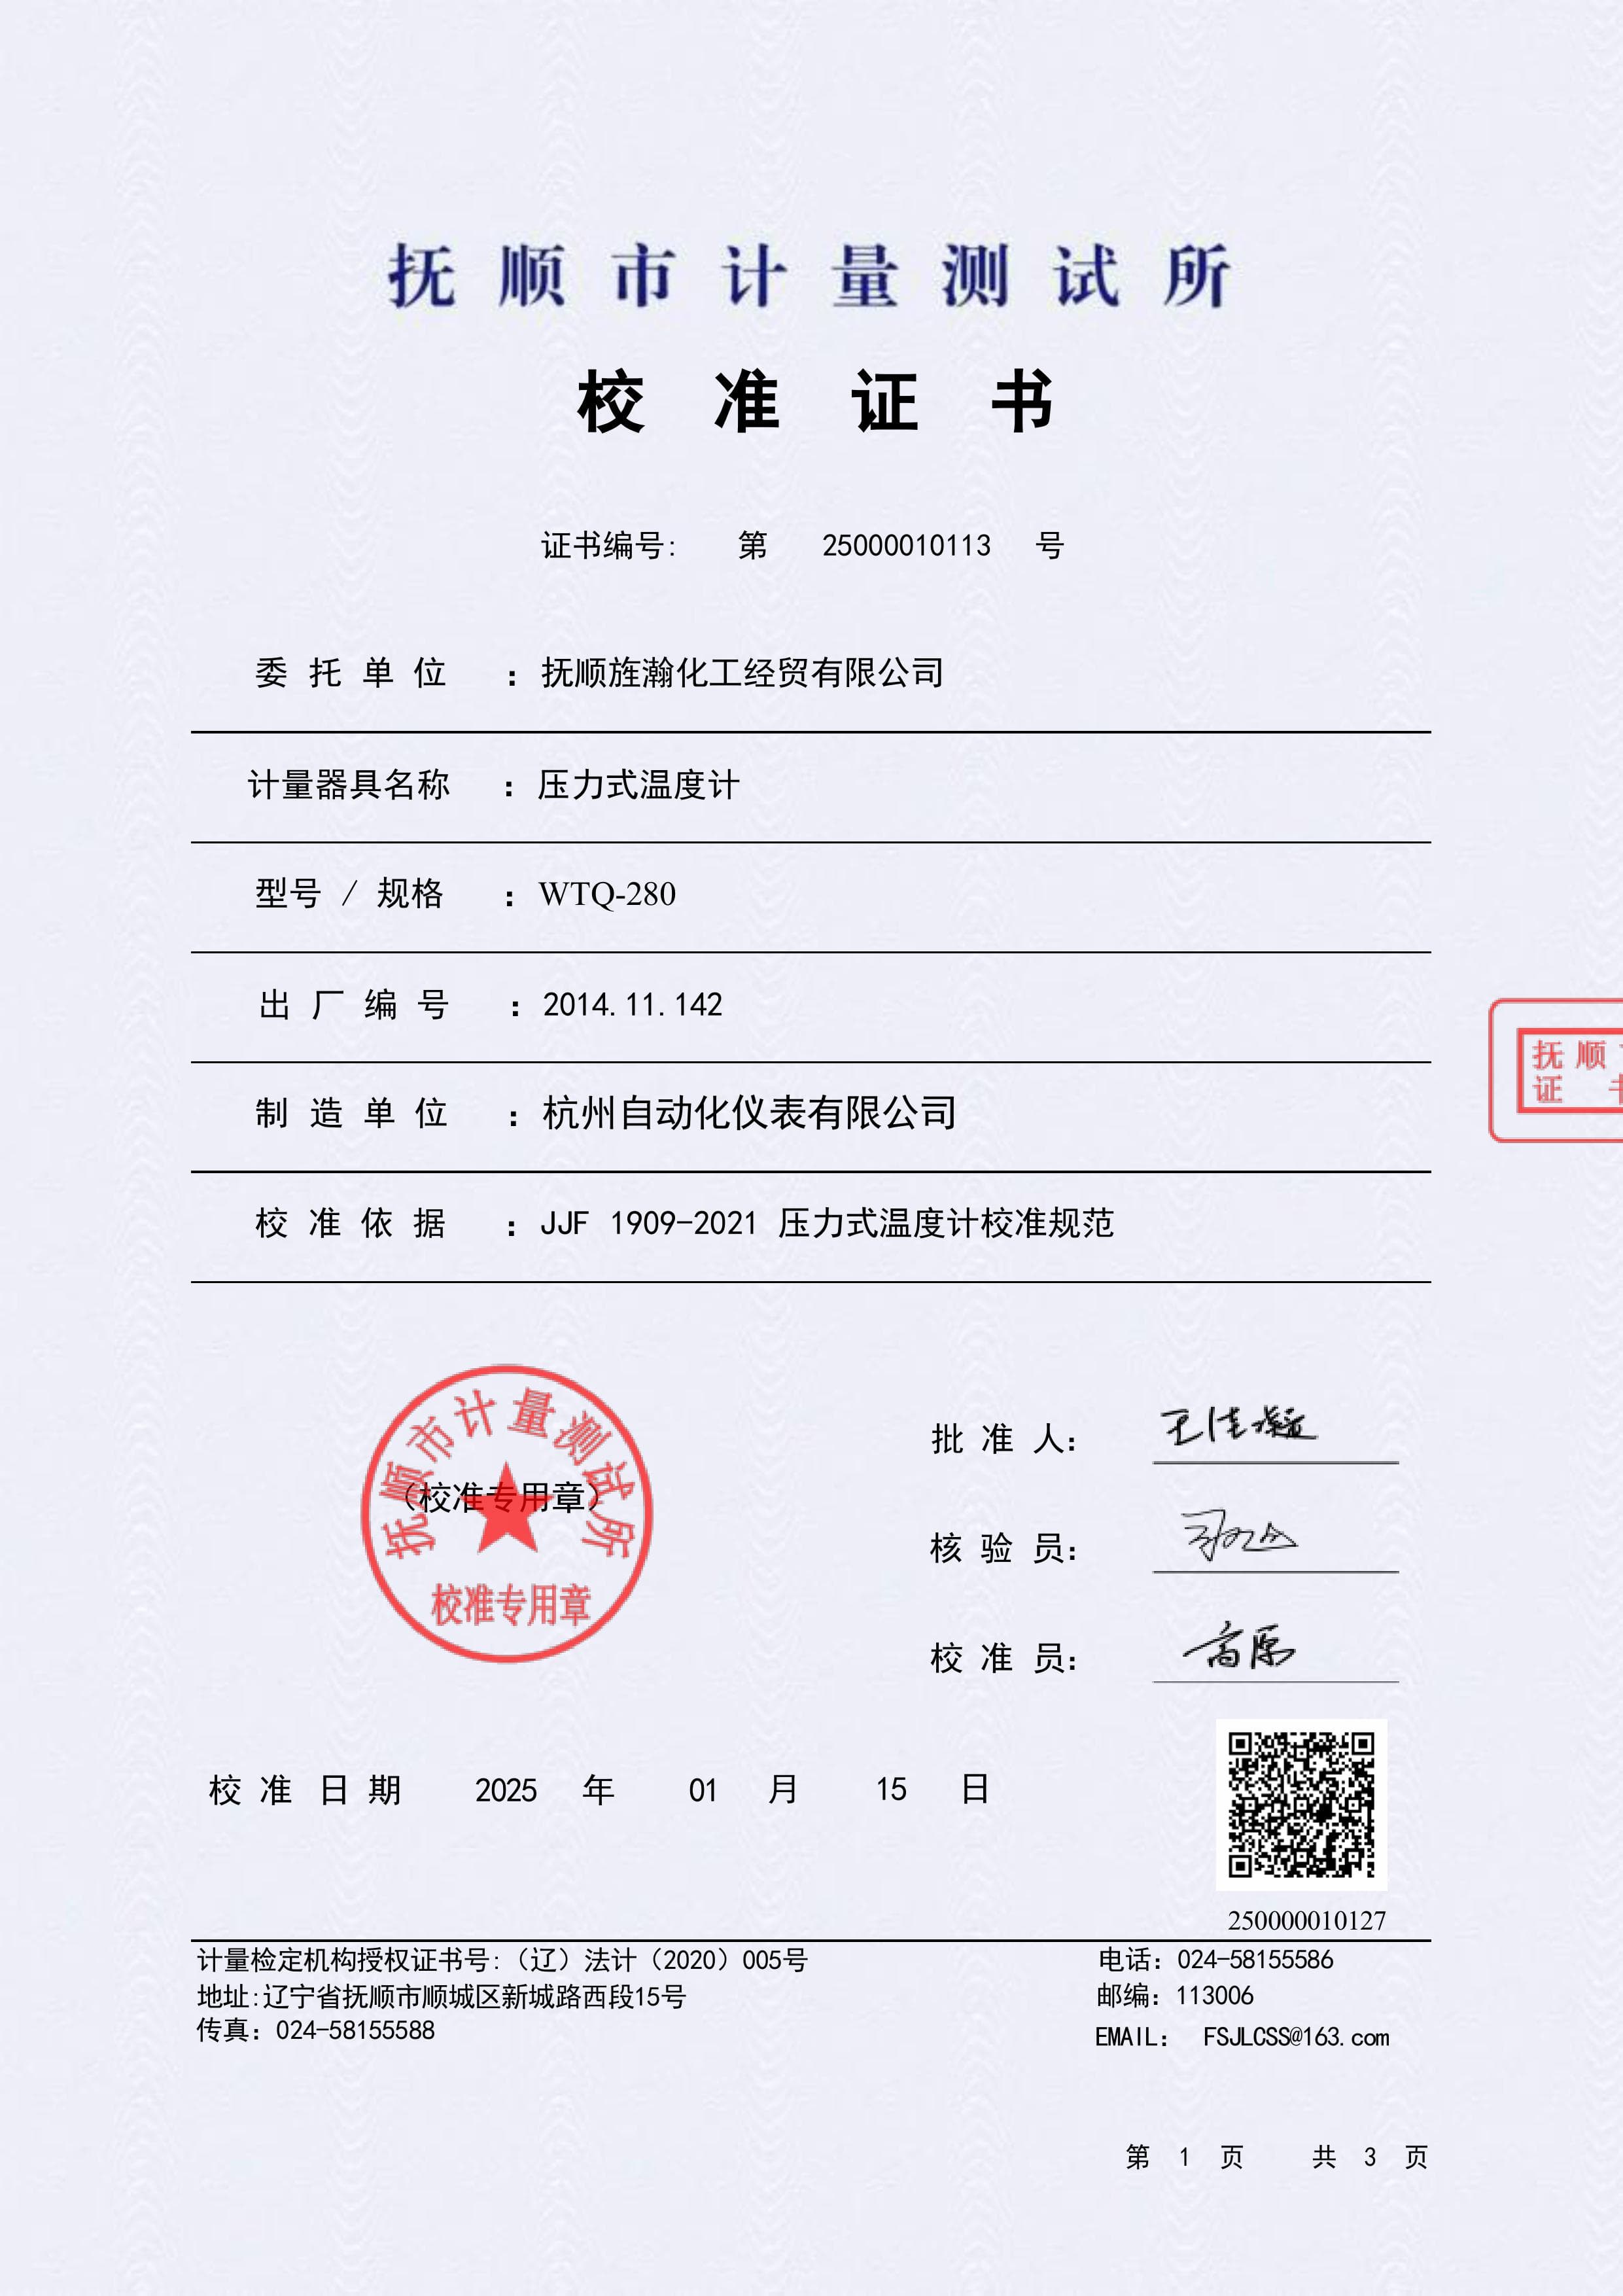 抚顺市计量测试所
校准证书
证书编号: 第 25000010113 号
委托单位 : 抚顺旌瀚化工经贸有限公司
计量器具名称 : 压力式温度计
型号 / 规格 : WTQ-280
出厂编号 : 2014.11.142
抚顺
证
制造单位 : 杭州自动化仪表有限公司
校准依据 : JJF 1909-2021 压力式温度计校准规范
抚顺市计量测试所
(校准专用章)
校准专用章
批准人:
核验员:
校准员: 高原
校准日期 2025 年 01 月 15 日
250000010127
计量检定机构授权证书号:（辽）法计（2020）005号
电话: 024-58155586
地址:辽宁省抚顺市顺城区新城路西段15号
邮编: 113006
传真: 024-58155588
EMAIL: FSJLCSS@163.com
第 1 页 共 3 页